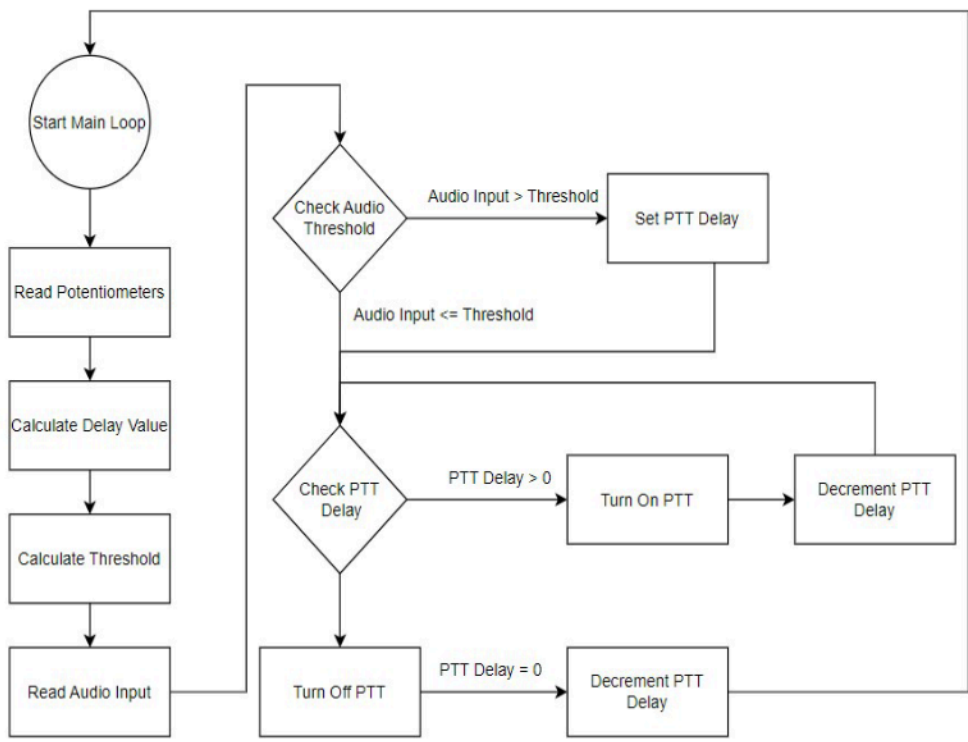 Start Main Loop
Read Potentiometers
Calculate Delay Value
Calculate Threshold
Read Audio Input
Check Audio
Threshold
Audio Input > Threshold
Set PTT Delay
Audio Input <= Threshold
Check PTT
Delay
PTT Delay > 0
Turn On PTT
Decrement PTT
Delay
Turn Off PTT
PTT Delay = 0
Decrement PTT
Delay